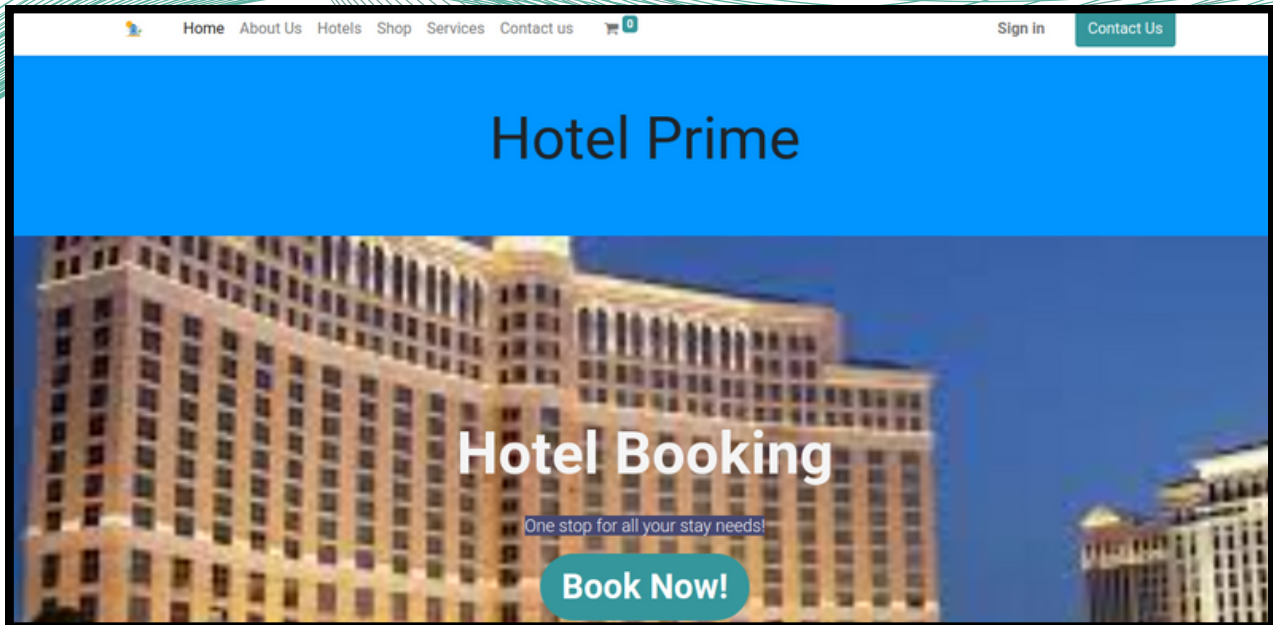 Home About Us Hotels Shop Services Contact us 0 Sign in Contact Us
Hotel Prime
Hotel Booking
One stop for all your stay needs!
Book Now!